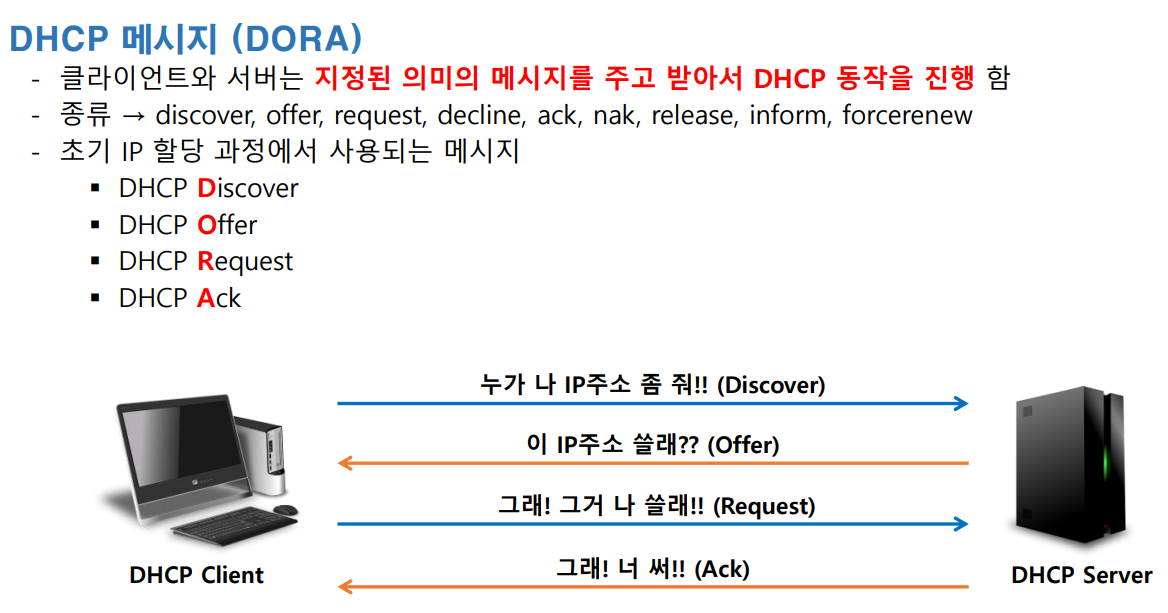 DHCP 메시지 (DORA)
- 클라이언트와 서버는 지정된 의미의 메시지를 주고 받아서 DHCP 동작을 진행 함
- 종류 → discover, offer, request, decline, ack, nak, release, inform, forcerenew
- 초기 IP 할당 과정에서 사용되는 메시지
▪ DHCP Discover
▪ DHCP Offer
▪ DHCP Request
▪ DHCP Ack
누가 나 IP주소 좀 줘!! (Discover)
이 IP주소 쓸래?? (Offer)
그래! 그거 나 쓸래!! (Request)
그래! 너 써!! (Ack)
DHCP Client
DHCP Server